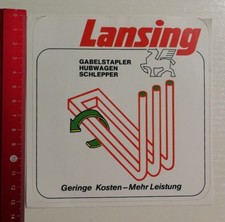 Lansing
GABELSTAPLER
HUBWAGEN
SCHLEPPER
Geringe Kosten – Mehr Leistung